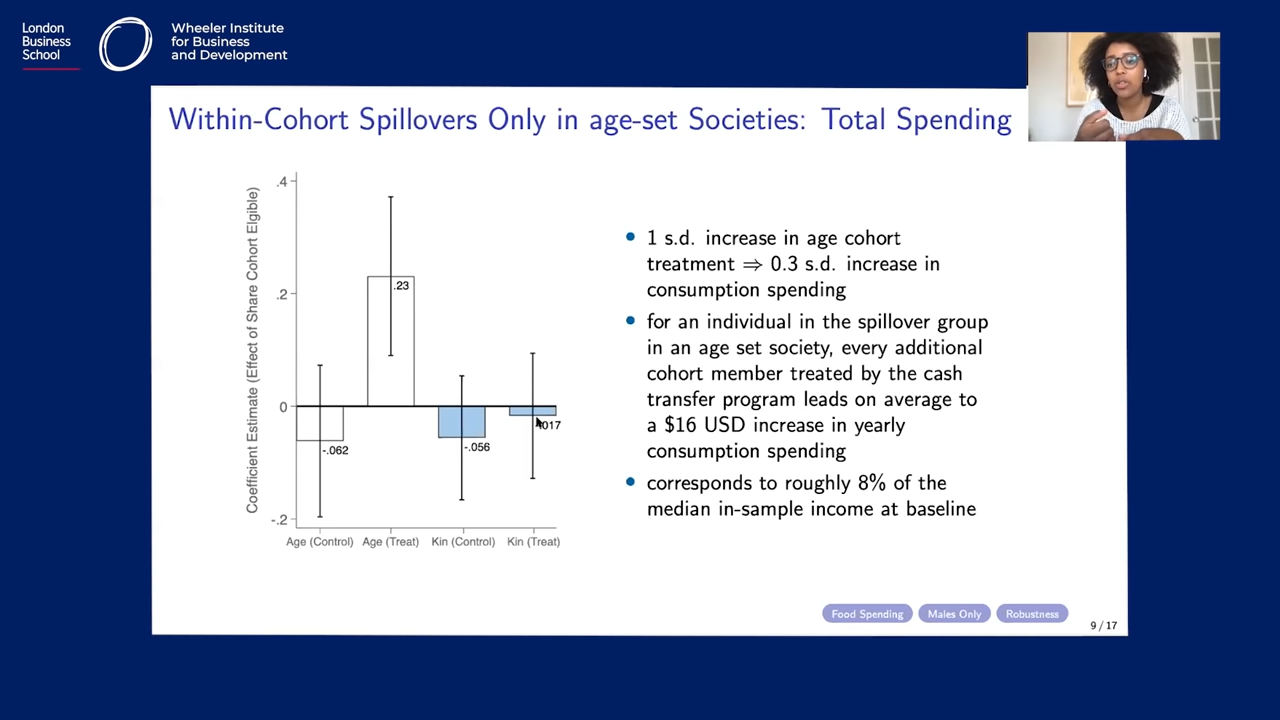 London
Business
School
Wheeler Institute
for Business
and Development
Within-Cohort Spillovers Only in age-set Societies: Total Spending
Coefficient Estimate (Effect of Share Cohort Elgible)
.4
.2
0
-.2
.23
-.062
-.056
017
Age (Control) Age (Treat) Kin (Control) Kin (Treat)
• 1 s.d. increase in age cohort
treatment ⇒ 0.3 s.d. increase in
consumption spending
• for an individual in the spillover group
in an age set society, every additional
cohort member treated by the cash
transfer program leads on average to
a $16 USD increase in yearly
consumption spending
• corresponds to roughly 8% of the
median in-sample income at baseline
Food Spending Males Only Robustness
9 / 17